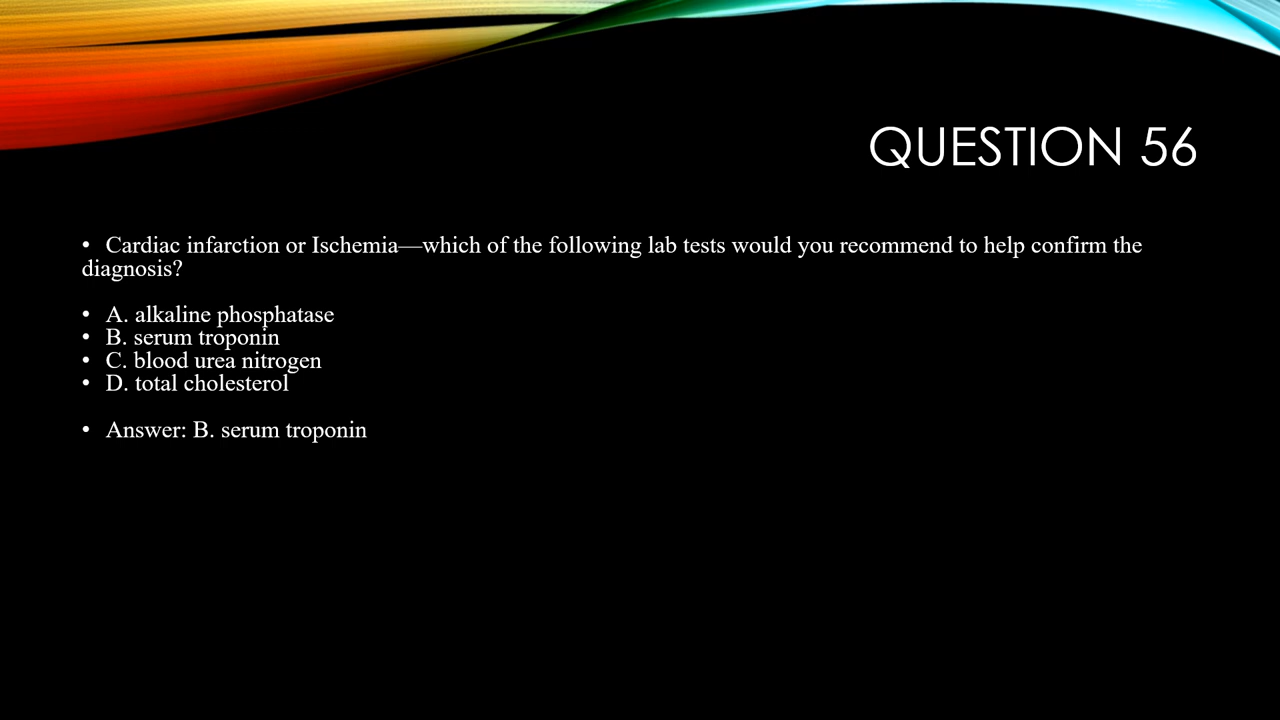 QUESTION 56
• Cardiac infarction or Ischemia—which of the following lab tests would you recommend to help confirm the
diagnosis?
• A. alkaline phosphatase
• B. serum troponin
• C. blood urea nitrogen
• D. total cholesterol
• Answer: B. serum troponin